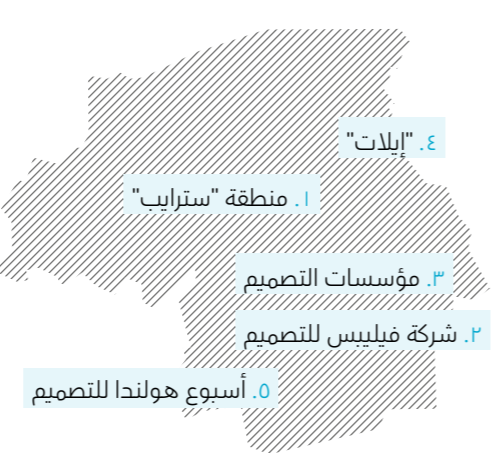 ٤. "إيلات"
١. منطقة "سترايب"
٣. مؤسسات التصميم
٢. شركة فيليبس للتصميم
٥. أسبوع هولندا للتصميم